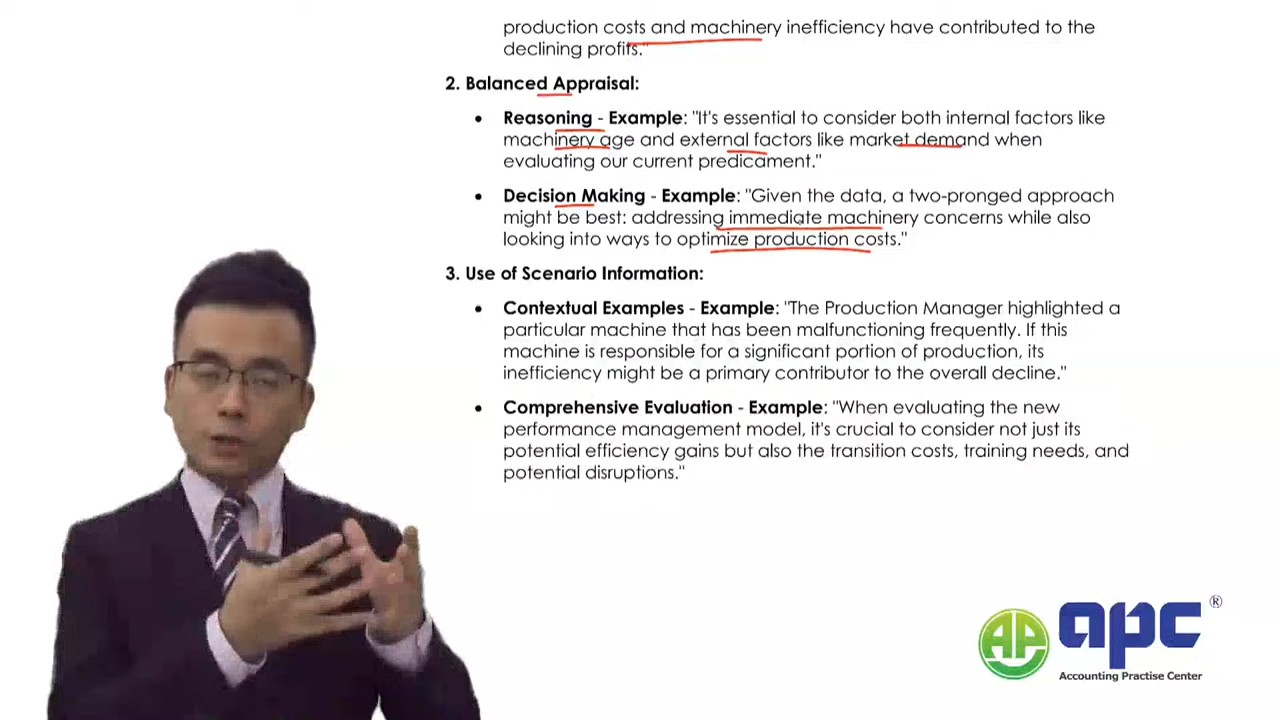 production costs and machinery inefficiency have contributed to the
declining profits."
2. Balanced Appraisal:
• Reasoning - Example: "It's essential to consider both internal factors like
machinery age and external factors like market demand when
evaluating our current predicament."
• Decision Making - Example: "Given the data, a two-pronged approach
might be best: addressing immediate machinery concerns while also
looking into ways to optimize production costs."
3. Use of Scenario Information:
• Contextual Examples - Example: "The Production Manager highlighted a
particular machine that has been malfunctioning frequently. If this
machine is responsible for a significant portion of production, its
inefficiency might be a primary contributor to the overall decline."
• Comprehensive Evaluation - Example: "When evaluating the new
performance management model, it's crucial to consider not just its
potential efficiency gains but also the transition costs, training needs, and
potential disruptions."
AP apc ®
Accounting Practise Center